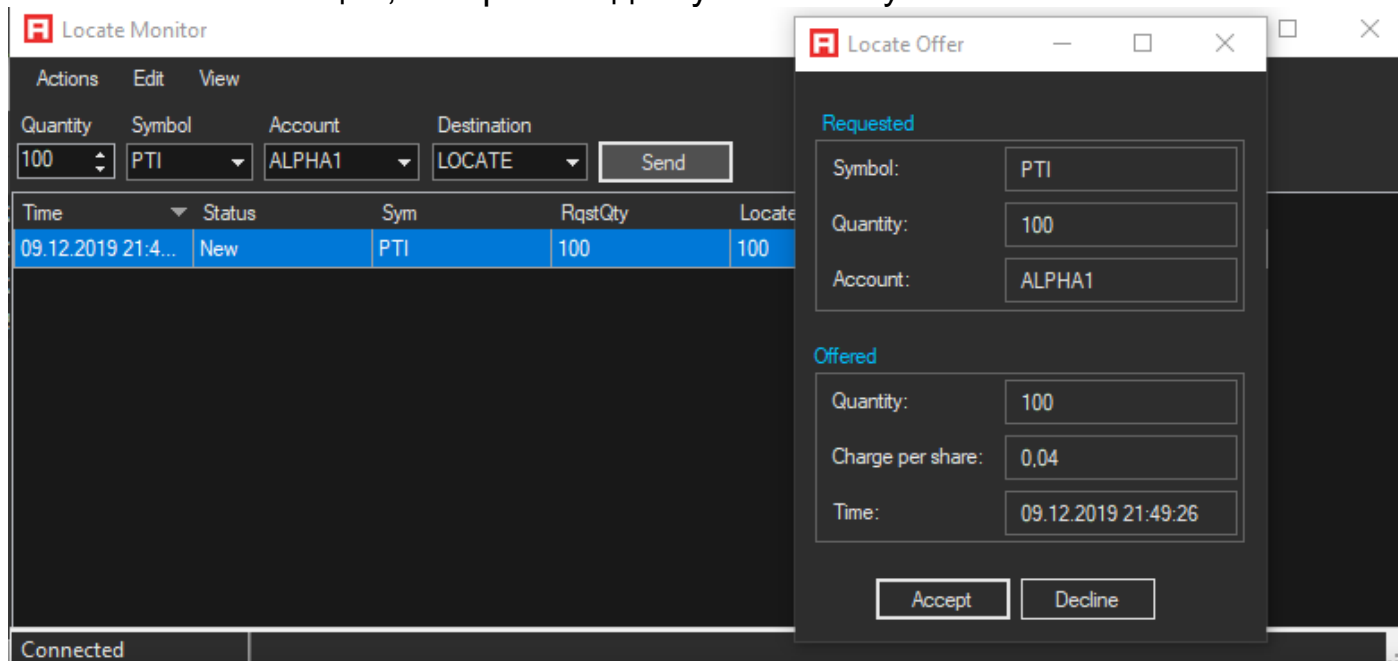 Locate Monitor
Actions Edit View
Quantity Symbol Account Destination
100 PTI ALPHA1 LOCATE Send
Time Status Sym RqstQty Locate
09.12.2019 21:4... New PTI 100 100
Connected
Locate Offer
Requested
Symbol: PTI
Quantity: 100
Account: ALPHA1
Offered
Quantity: 100
Charge per share: 0,04
Time: 09.12.2019 21:49:26
Accept Decline